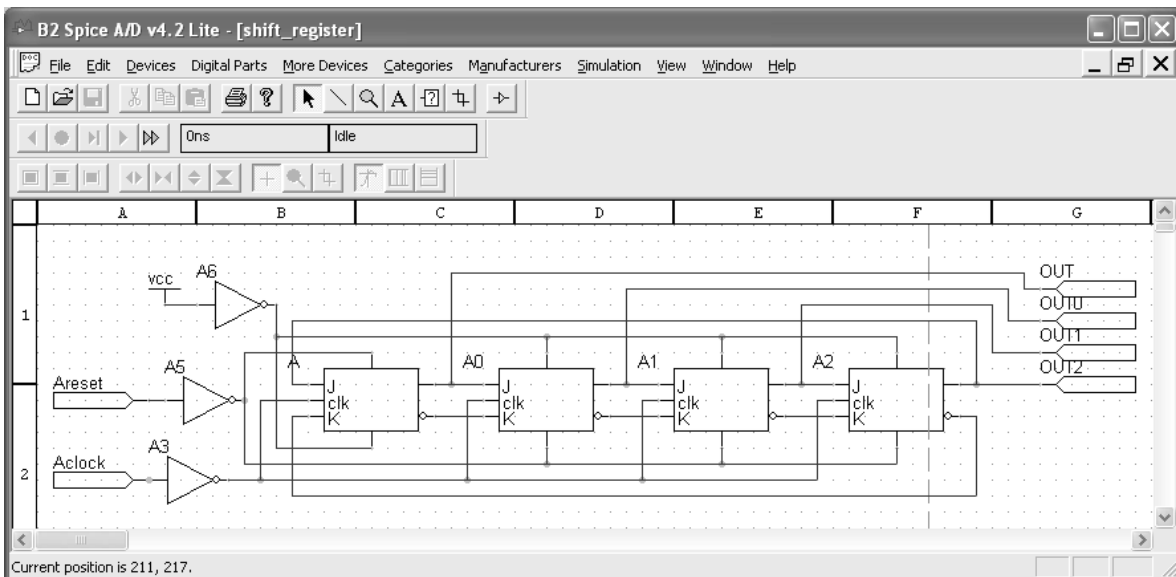 B2 Spice A/D v4.2 Lite - [shift_register]
DOC File Edit Devices Digital Parts More Devices Categories Manufacturers Simulation View Window Help
A
0ns Idle
A B C D E F G
1
2
vcc A6
OUT
OUT0
OUT1
OUT2
Areset A5
Aclock A3
A A0 A1 A2
J J J J
clk clk clk clk
K K K K
Current position is 211, 217.